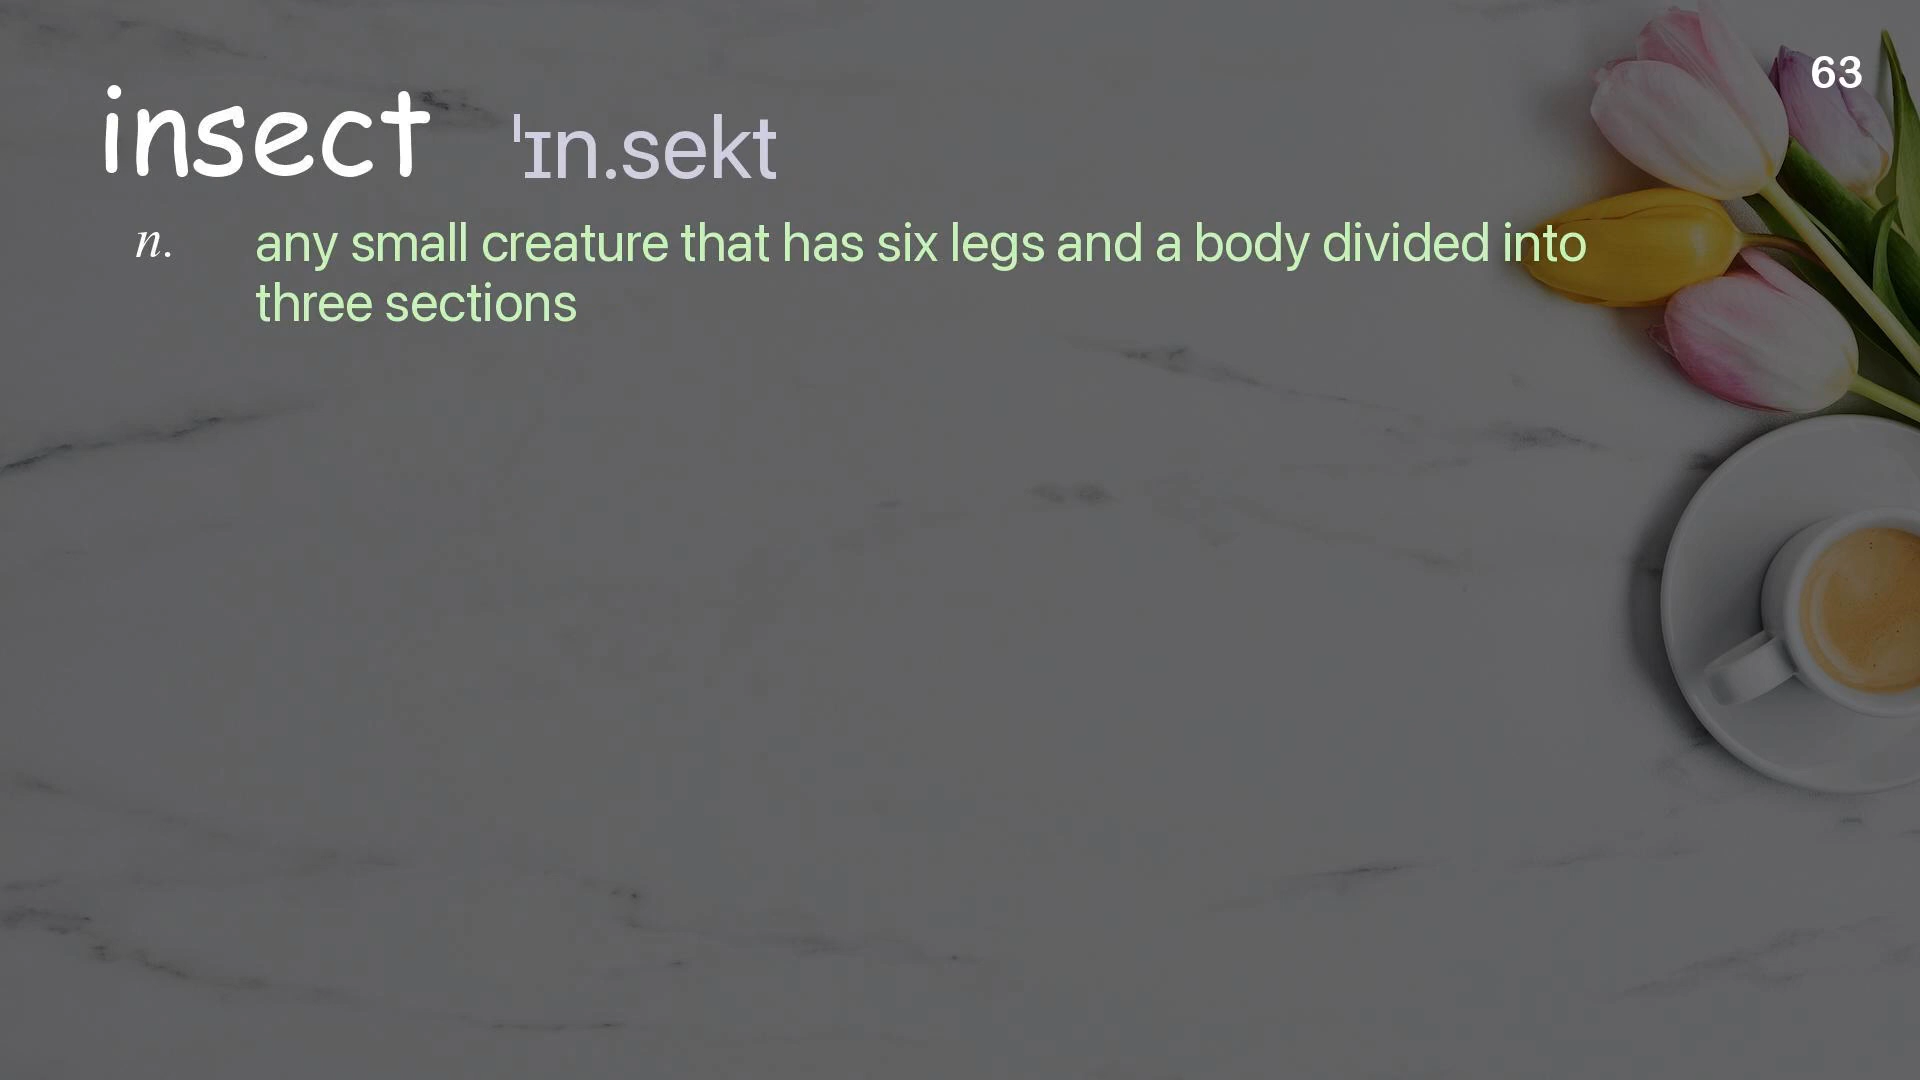 63
insect ˈɪn.sekt
n. any small creature that has six legs and a body divided into
three sections